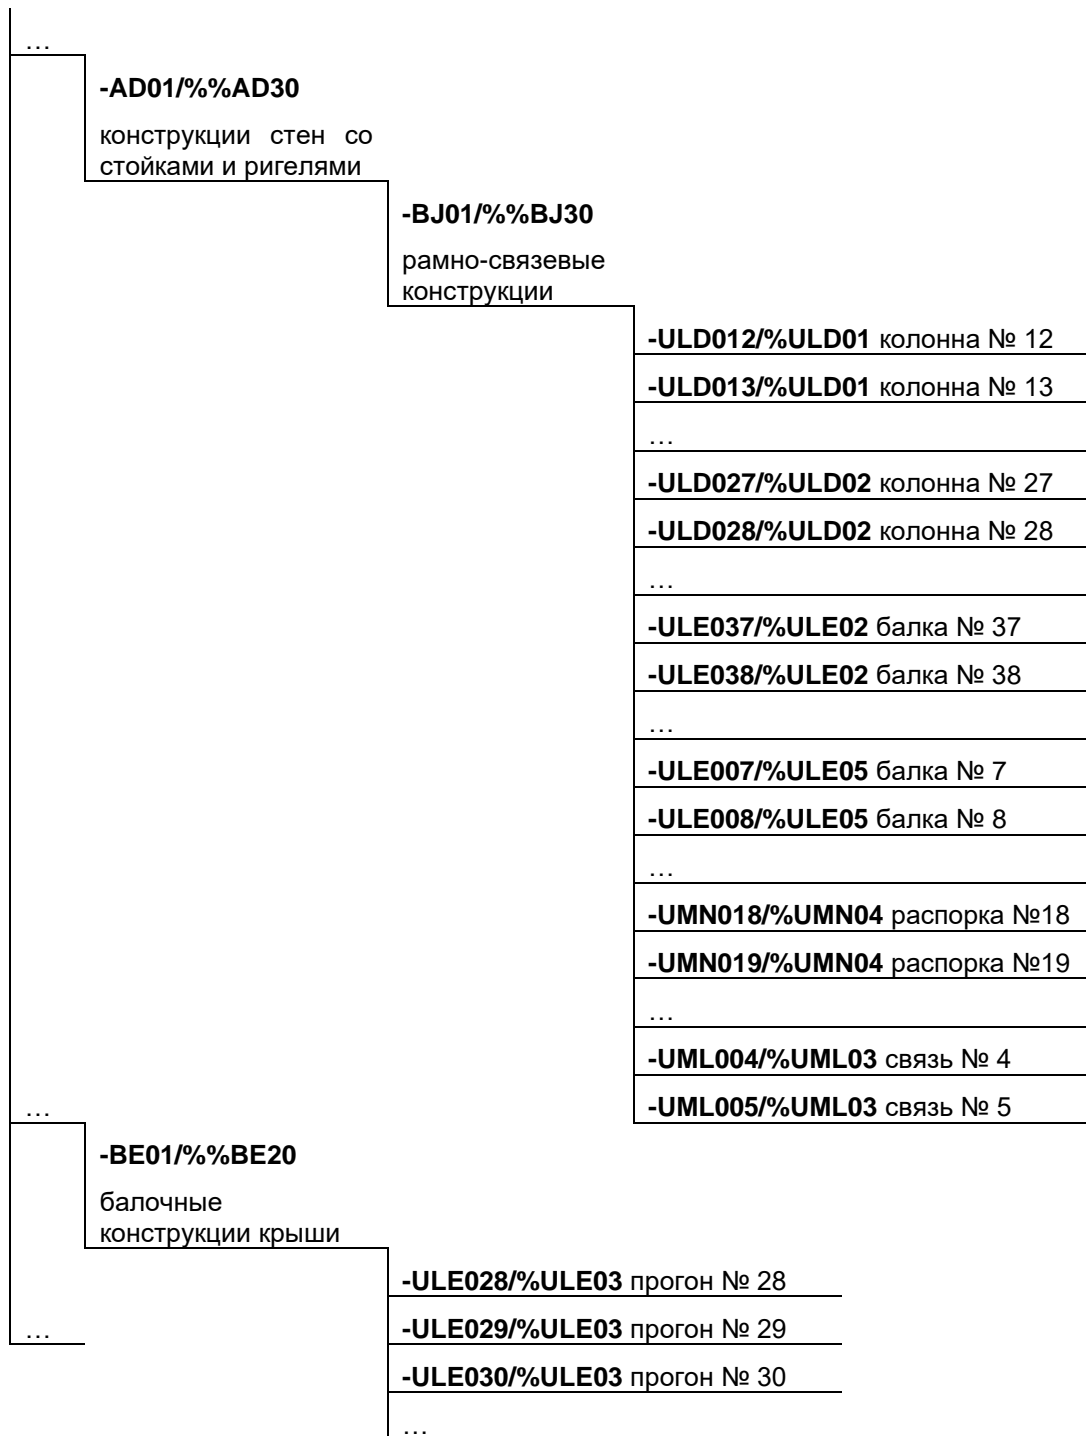 …
-AD01/%%AD30
конструкции стен со
стойками и ригелями
-BJ01/%%BJ30
рамно-связевые
конструкции
-ULD012/%ULD01 колонна № 12
-ULD013/%ULD01 колонна № 13
…
-ULD027/%ULD02 колонна № 27
-ULD028/%ULD02 колонна № 28
…
-ULE037/%ULE02 балка № 37
-ULE038/%ULE02 балка № 38
…
-ULE007/%ULE05 балка № 7
-ULE008/%ULE05 балка № 8
…
-UMN018/%UMN04 распорка №18
-UMN019/%UMN04 распорка №19
…
-UML004/%UML03 связь № 4
-UML005/%UML03 связь № 5
…
-BE01/%%BE20
балочные
конструкции крыши
-ULE028/%ULE03 прогон № 28
-ULE029/%ULE03 прогон № 29
…
-ULE030/%ULE03 прогон № 30
…